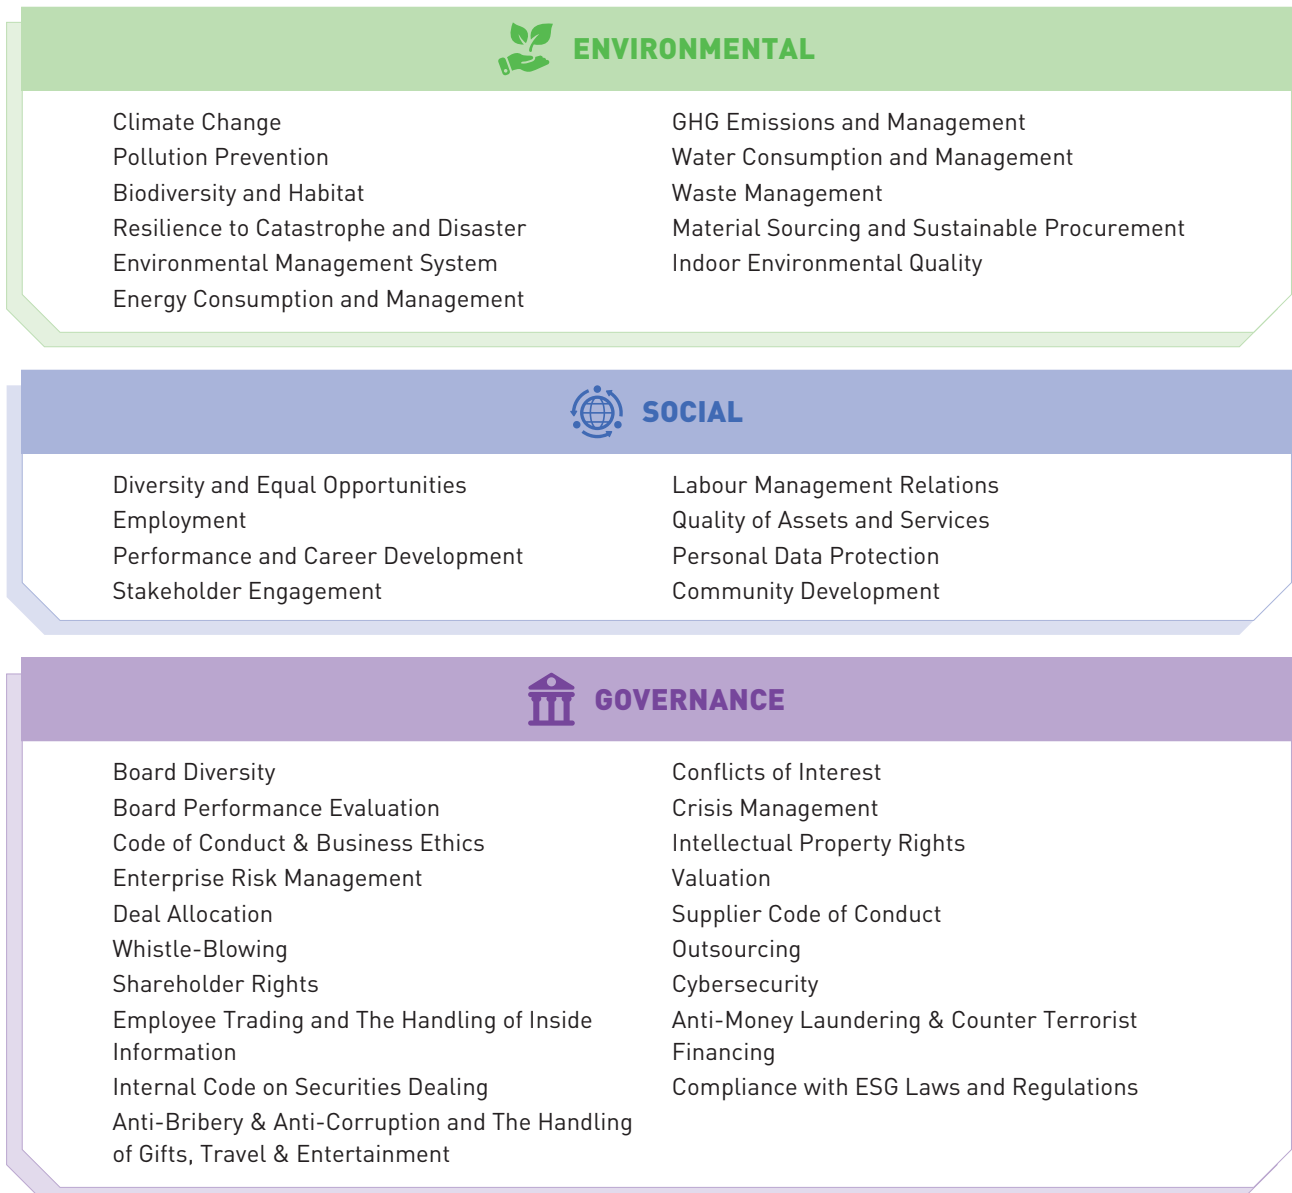 ENVIRONMENTAL
Climate Change
Pollution Prevention
Biodiversity and Habitat
Resilience to Catastrophe and Disaster
Environmental Management System
Energy Consumption and Management
GHG Emissions and Management
Water Consumption and Management
Waste Management
Material Sourcing and Sustainable Procurement
Indoor Environmental Quality
SOCIAL
Diversity and Equal Opportunities
Employment
Performance and Career Development
Stakeholder Engagement
Labour Management Relations
Quality of Assets and Services
Personal Data Protection
Community Development
GOVERNANCE
Board Diversity
Board Performance Evaluation
Code of Conduct & Business Ethics
Enterprise Risk Management
Deal Allocation
Whistle-Blowing
Shareholder Rights
Employee Trading and The Handling of Inside
Information
Internal Code on Securities Dealing
Anti-Bribery & Anti-Corruption and The Handling
of Gifts, Travel & Entertainment
Conflicts of Interest
Crisis Management
Intellectual Property Rights
Valuation
Supplier Code of Conduct
Outsourcing
Cybersecurity
Anti-Money Laundering & Counter Terrorist
Financing
Compliance with ESG Laws and Regulations